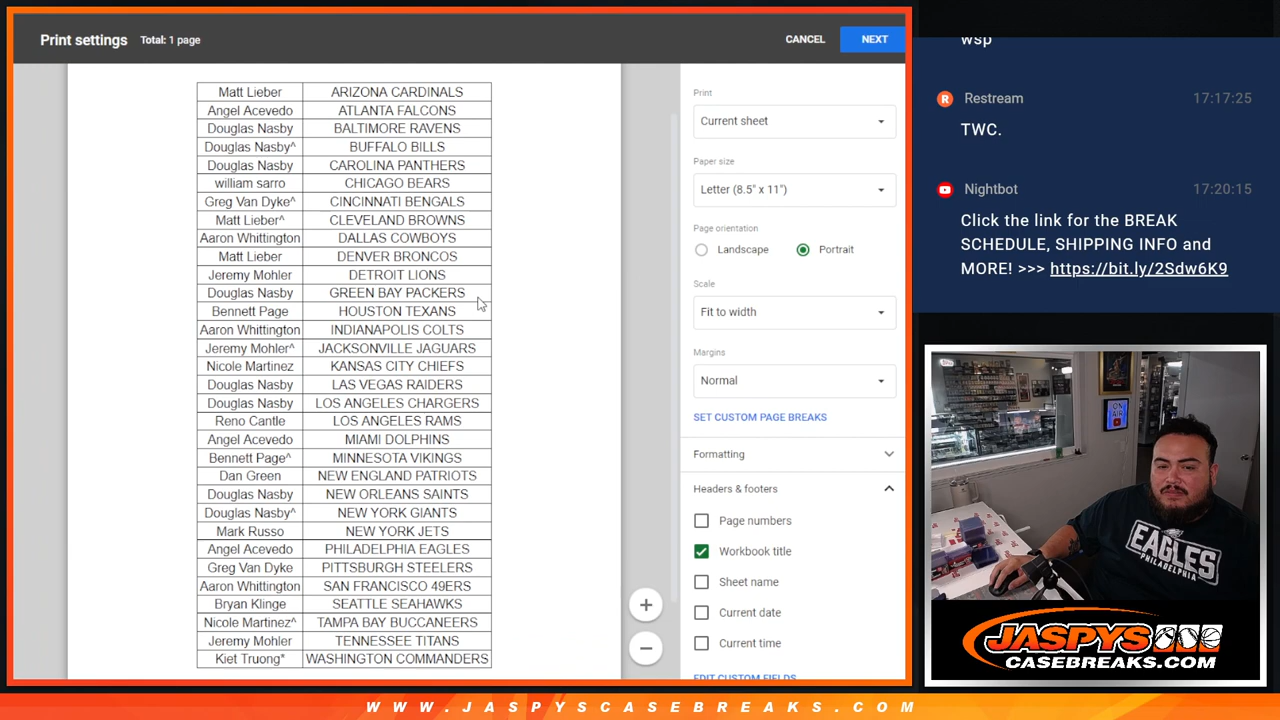 Print settings Total: 1 page CANCEL NEXT
Matt Lieber ARIZONA CARDINALS
Angel Acevedo ATLANTA FALCONS
Douglas Nasby BALTIMORE RAVENS
Douglas Nasby^ BUFFALO BILLS
Douglas Nasby CAROLINA PANTHERS
william sarro CHICAGO BEARS
Greg Van Dyke^ CINCINNATI BENGALS
Matt Lieber^ CLEVELAND BROWNS
Aaron Whittington DALLAS COWBOYS
Matt Lieber DENVER BRONCOS
Jeremy Mohler DETROIT LIONS
Douglas Nasby GREEN BAY PACKERS
Bennett Page HOUSTON TEXANS
Aaron Whittington INDIANAPOLIS COLTS
Jeremy Mohler^ JACKSONVILLE JAGUARS
Nicole Martinez KANSAS CITY CHIEFS
Douglas Nasby LAS VEGAS RAIDERS
Douglas Nasby LOS ANGELES CHARGERS
Reno Cantle LOS ANGELES RAMS
Angel Acevedo MIAMI DOLPHINS
Bennett Page^ MINNESOTA VIKINGS
Dan Green NEW ENGLAND PATRIOTS
Douglas Nasby NEW ORLEANS SAINTS
Douglas Nasby^ NEW YORK GIANTS
Mark Russo NEW YORK JETS
Angel Acevedo PHILADELPHIA EAGLES
Greg Van Dyke PITTSBURGH STEELERS
Aaron Whittington SAN FRANCISCO 49ERS
Bryan Klinge SEATTLE SEAHAWKS
Nicole Martinez^ TAMPA BAY BUCCANEERS
Jeremy Mohler TENNESSEE TITANS
Kiet Truong* WASHINGTON COMMANDERS
Print
Current sheet
Paper size
Letter (8.5" x 11")
Page orientation
Landscape Portrait
Scale
Fit to width
Margins
Normal
SET CUSTOM PAGE BREAKS
Formatting
Headers & footers
Page numbers
Workbook title
Sheet name
Current date
Current time
EDIT CUSTOM FIELDS
wsp
Restream 17:17:25
TWC.
Nightbot 17:20:15
Click the link for the BREAK
SCHEDULE, SHIPPING INFO and
MORE! >>> https://bit.ly/2Sdw6K9
ON
AIR
EAGLES
PHILADELPHIA
JASPYS
CASEBREAKS.COM
WWW.JASPYSCASEBREAKS.COM